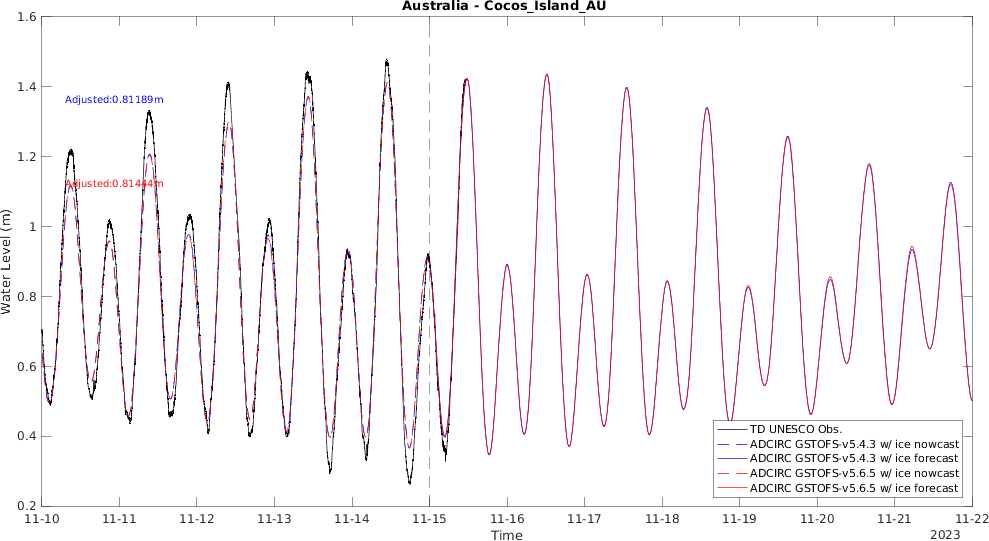 Australia - Cocos_Island_AU
1.6
1.4
1.2
1
0.8
0.6
0.4
0.2
Water Level (m)
Adjusted:0.81189m
Adjusted:0.81444m
TD UNESCO Obs.
ADCIRC GSTOFS-v5.4.3 w/ ice nowcast
ADCIRC GSTOFS-v5.4.3 w/ ice forecast
ADCIRC GSTOFS-v5.6.5 w/ ice nowcast
ADCIRC GSTOFS-v5.6.5 w/ ice forecast
11-10 11-11 11-12 11-13 11-14 11-15 11-16 11-17 11-18 11-19 11-20 11-21 11-22
Time
2023